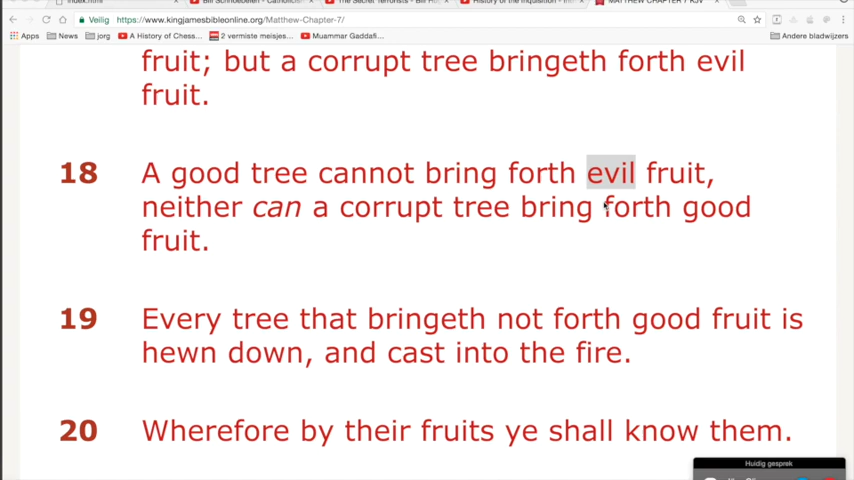 index.html
Bill Schnoebelen - Catholicis
The Secret Terrorists - Bill H
History of the Inquisition - Int
MATTHEW CHAPTER 7 KJV
Veilig https://www.kingjamesbibleonline.org/Matthew-Chapter-7/
Apps News jorg A History of Chess... 2 vermiste meisjes... Muammar Gaddafi... Andere bladwijzers
fruit; but a corrupt tree bringeth forth evil
fruit.
18 A good tree cannot bring forth evil fruit,
neither can a corrupt tree bring forth good
fruit.
19 Every tree that bringeth not forth good fruit is
hewn down, and cast into the fire.
20 Wherefore by their fruits ye shall know them.
Huidig gesprek